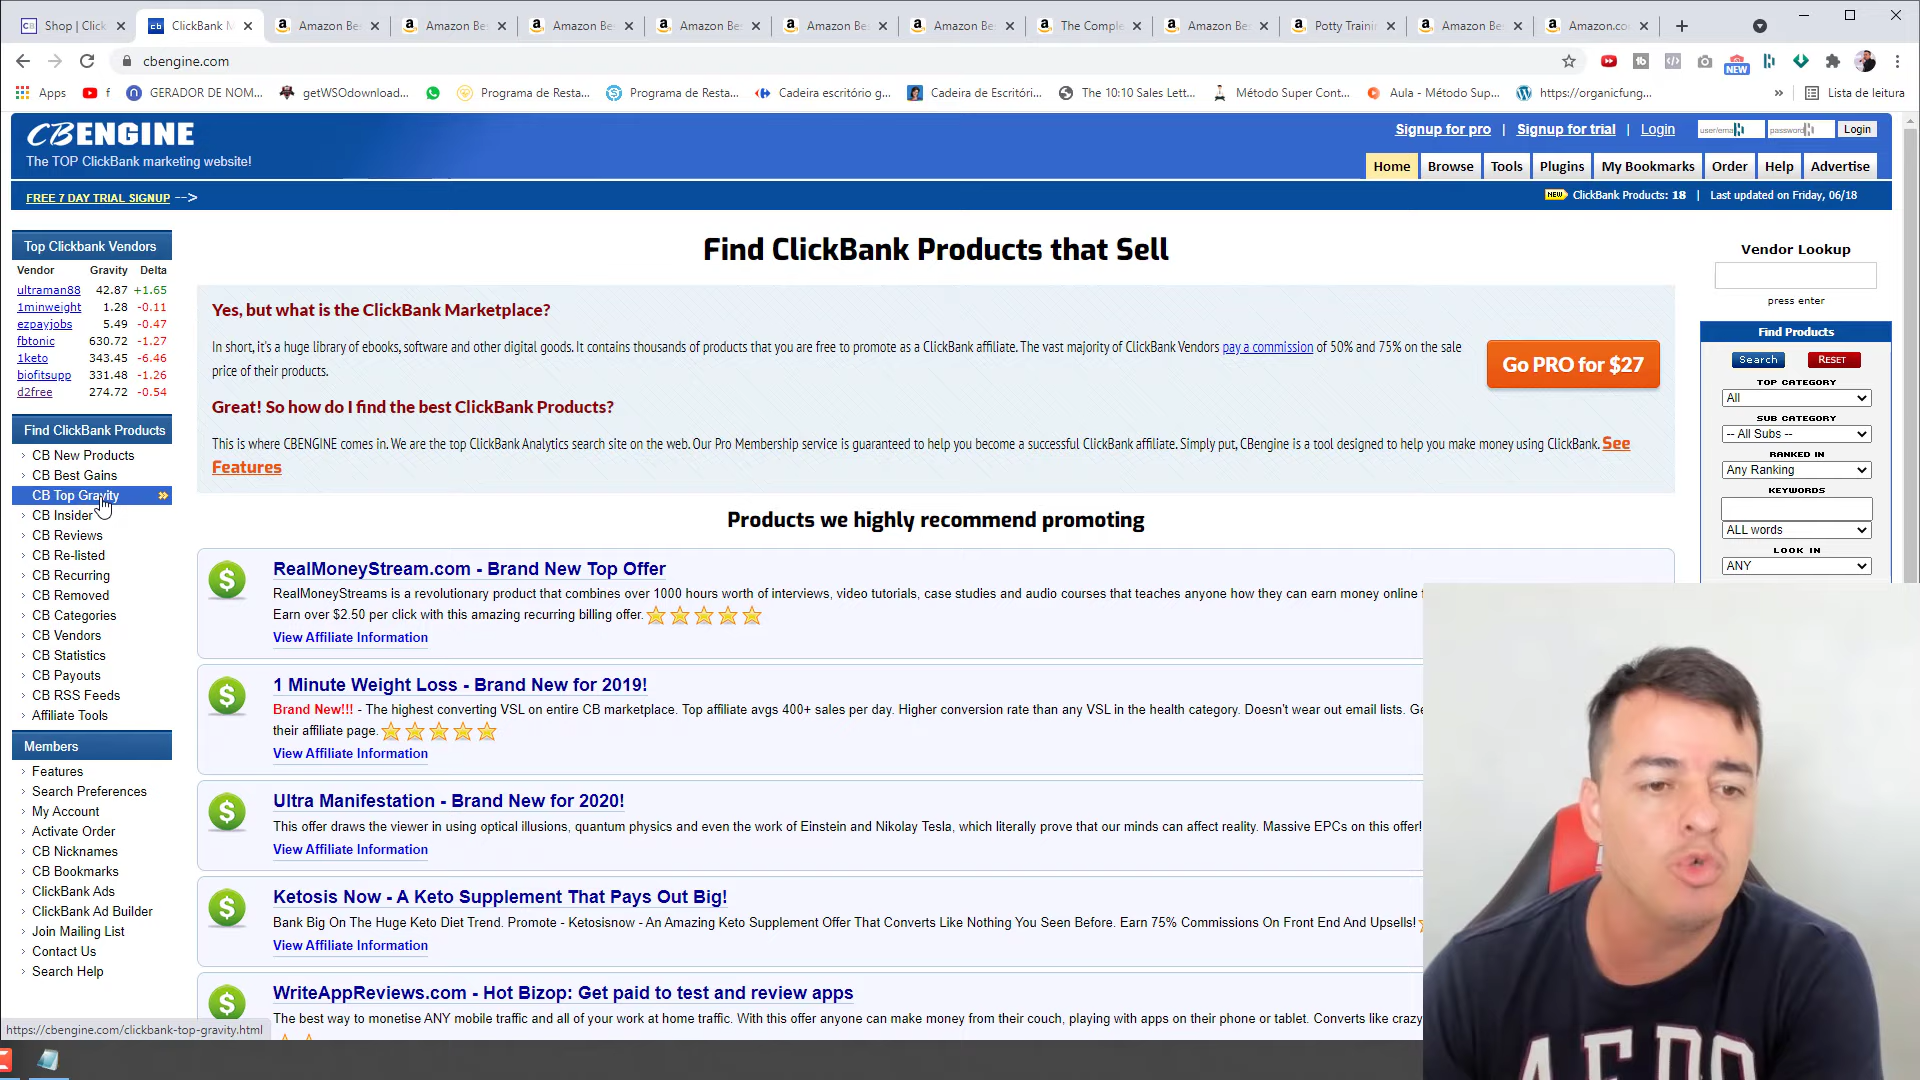 Shop | Click
ClickBank M
Amazon Be
Amazon Be
Amazon Be
Amazon Be
Amazon Be
Amazon Be
The Comple
Amazon Be
Potty Traini
Amazon Be
Amazon.co
cbengine.com
NEW
Apps
f
GERADOR DE NOM...
getWSOdownload...
Programa de Resta...
Programa de Resta...
Cadeira escritório g...
Cadeira de Escritóri...
The 10:10 Sales Lett...
Método Super Cont...
Aula - Método Sup...
https://organicfung...
Lista de leitura
CBENGINE
The TOP ClickBank marketing website!
Signup for pro | Signup for trial | Login
Login
Home
Browse
Tools
Plugins
My Bookmarks
Order
Help
Advertise
FREE 7 DAY TRIAL SIGNUP -->
NEW ClickBank Products: 18 | Last updated on Friday, 06/18
Top Clickbank Vendors
Vendor Gravity Delta
ultraman88 42.87 +1.65
1minweight 1.28 -0.11
ezpayjobs 5.49 -0.47
fbtonic 630.72 -1.27
1keto 343.45 -6.46
biofitsupp 331.48 -1.26
d2free 274.72 -0.54
Find ClickBank Products
CB New Products
CB Best Gains
CB Top Gravity
CB Insider
CB Reviews
CB Re-listed
CB Recurring
CB Removed
CB Categories
CB Vendors
CB Statistics
CB Payouts
CB RSS Feeds
Affiliate Tools
Members
Features
Search Preferences
My Account
Activate Order
CB Nicknames
CB Bookmarks
ClickBank Ads
ClickBank Ad Builder
Join Mailing List
Contact Us
Search Help
Find ClickBank Products that Sell
Yes, but what is the ClickBank Marketplace?
In short, it's a huge library of ebooks, software and other digital goods. It contains thousands of products that you are free to promote as a ClickBank affiliate. The vast majority of ClickBank Vendors pay a commission of 50% and 75% on the sale
price of their products.
Go PRO for $27
Great! So how do I find the best ClickBank Products?
This is where CBENGINE comes in. We are the top ClickBank Analytics search site on the web. Our Pro Membership service is guaranteed to help you become a successful ClickBank affiliate. Simply put, CBengine is a tool designed to help you make money using ClickBank. See
Features
Products we highly recommend promoting
RealMoneyStream.com - Brand New Top Offer
RealMoneyStreams is a revolutionary product that combines over 1000 hours worth of interviews, video tutorials, case studies and audio courses that teaches anyone how they can earn money online
Earn over $2.50 per click with this amazing recurring billing offer.
View Affiliate Information
1 Minute Weight Loss - Brand New for 2019!
Brand New!!! - The highest converting VSL on entire CB marketplace. Top affiliate avgs 400+ sales per day. Higher conversion rate than any VSL in the health category. Doesn't wear out email lists. Ge
their affiliate page.
View Affiliate Information
Ultra Manifestation - Brand New for 2020!
This offer draws the viewer in using optical illusions, quantum physics and even the work of Einstein and Nikolay Tesla, which literally prove that our minds can affect reality. Massive EPCs on this offer!
View Affiliate Information
Ketosis Now - A Keto Supplement That Pays Out Big!
Bank Big On The Huge Keto Diet Trend. Promote - Ketosisnow - An Amazing Keto Supplement Offer That Converts Like Nothing You Seen Before. Earn 75% Commissions On Front End And Upsells!
View Affiliate Information
WriteAppReviews.com - Hot Bizop: Get paid to test and review apps
The best way to monetise ANY mobile traffic and all of your work at home traffic. With this offer anyone can make money from their couch, playing with apps on their phone or tablet. Converts like crazy
Vendor Lookup
press enter
Find Products
Search
RESET
TOP CATEGORY
All
SUB CATEGORY
-- All Subs --
RANKED IN
Any Ranking
KEYWORDS
ALL words
LOOK IN
ANY
https://cbengine.com/clickbank-top-gravity.html